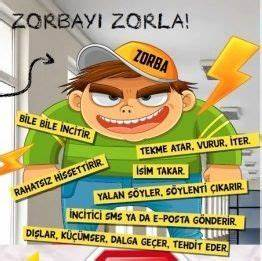 ZORBAYI ZORLA!
ZORBA
BİLE BİLE İNCİTİR.
TEKME ATAR, VURUR, İTER.
RAHATSIZ HİSSETTİRİR.
İSİM TAKAR.
YALAN SÖYLER, SÖYLENTİ ÇIKARIR.
İNCİTİCİ SMS YA DA E-POSTA GÖNDERİR.
DIŞLAR, KÜÇÜMSER, DALGA GEÇER, TEHDİT EDER.